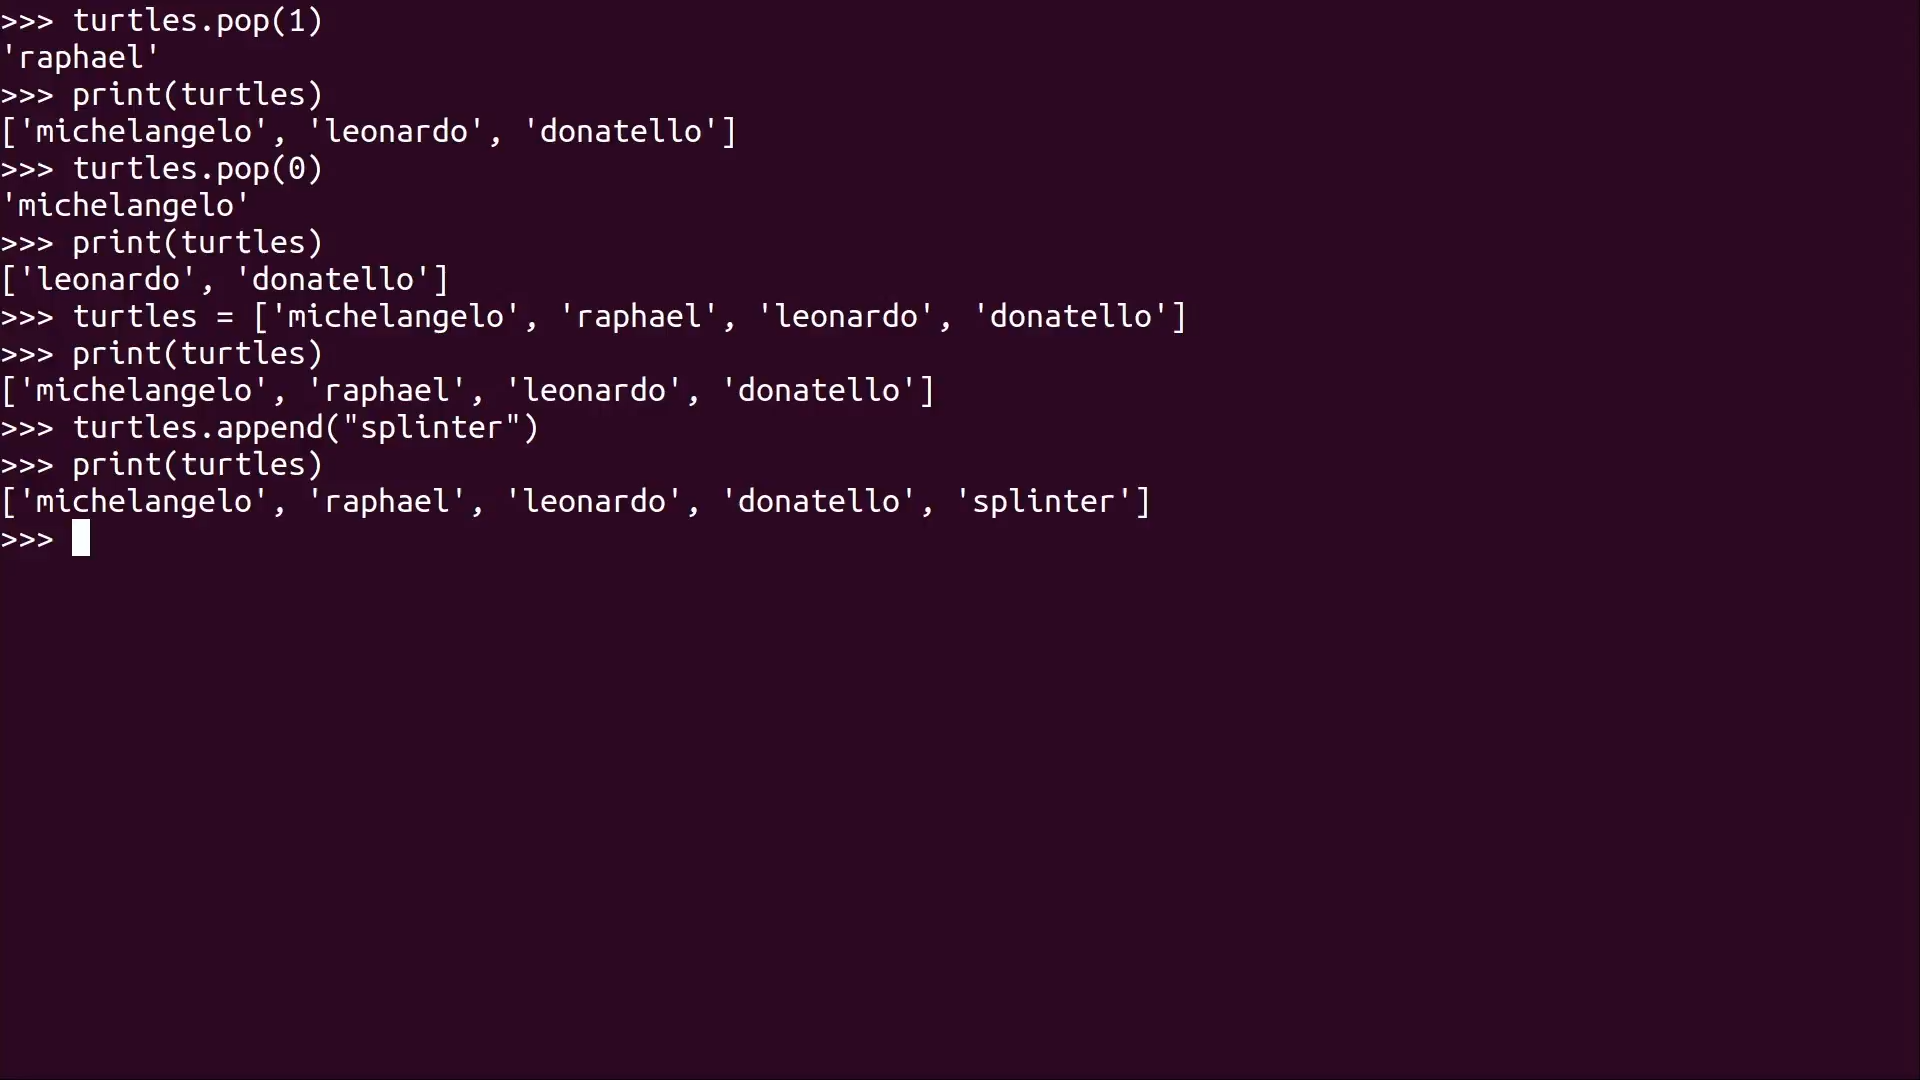 >>> turtles.pop(1)
'raphael'
>>> print(turtles)
['michelangelo', 'leonardo', 'donatello']
>>> turtles.pop(0)
'michelangelo'
>>> print(turtles)
['leonardo', 'donatello']
>>> turtles = ['michelangelo', 'raphael', 'leonardo', 'donatello']
>>> print(turtles)
['michelangelo', 'raphael', 'leonardo', 'donatello']
>>> turtles.append("splinter")
>>> print(turtles)
['michelangelo', 'raphael', 'leonardo', 'donatello', 'splinter']
>>>